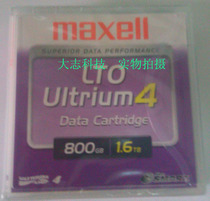 maxell
SUPERIOR DATA PERFORMANCE
大志科技 实物拍摄
LTO
Ultrium4
Data Cartridge
800GB 1.6TB
4